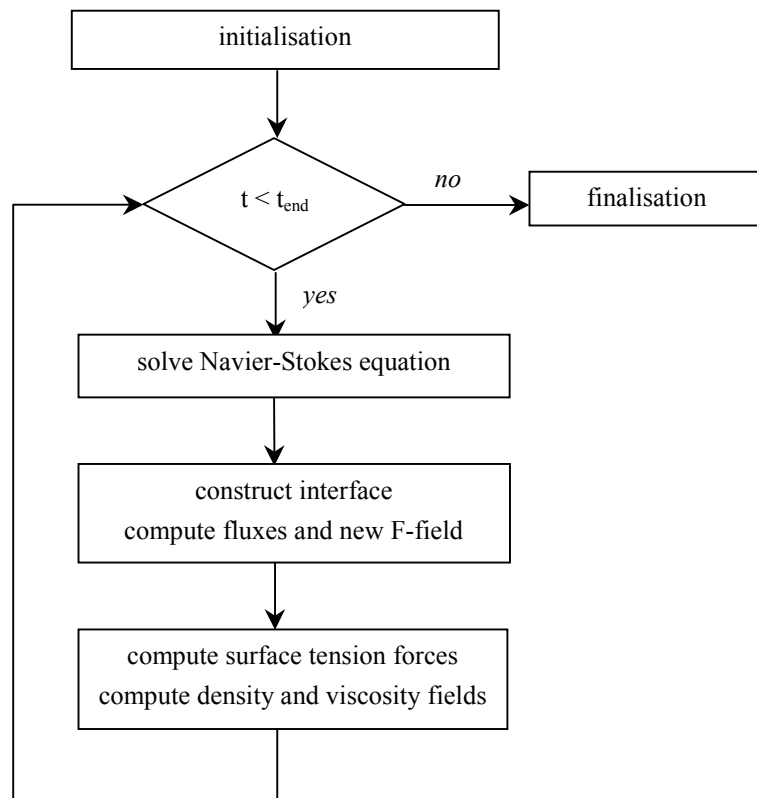 initialisation
t < t_end
no
finalisation
yes
solve Navier-Stokes equation
construct interface
compute fluxes and new F-field
compute surface tension forces
compute density and viscosity fields